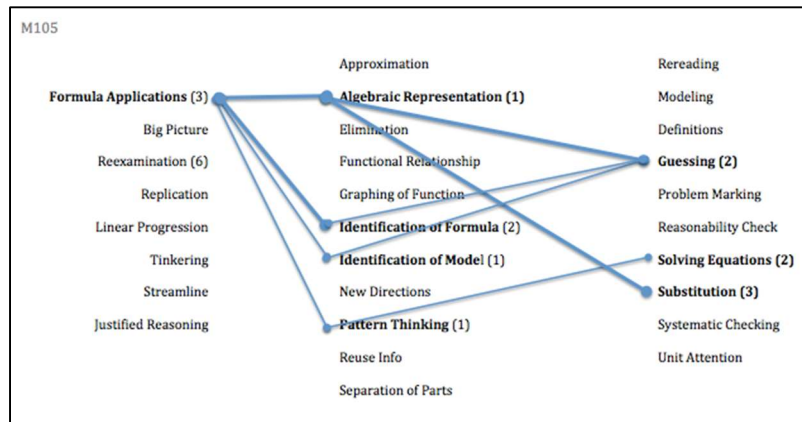 M105
Formula Applications (3)
Big Picture
Reexamination (6)
Replication
Linear Progression
Tinkering
Streamline
Justified Reasoning
Approximation
Algebraic Representation (1)
Elimination
Functional Relationship
Graphing of Function
Identification of Formula (2)
Identification of Model (1)
New Directions
Pattern Thinking (1)
Reuse Info
Separation of Parts
Rereading
Modeling
Definitions
Guessing (2)
Problem Marking
Reasonability Check
Solving Equations (2)
Substitution (3)
Systematic Checking
Unit Attention